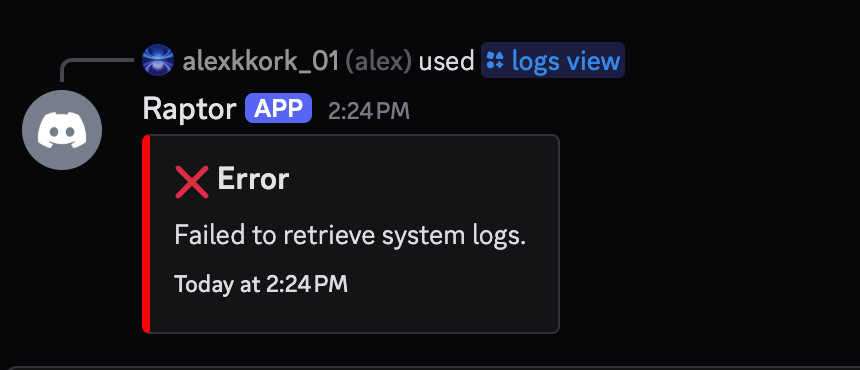 alexkkork_01 (alex) used logs view
Raptor APP 2:24 PM
❌ Error
Failed to retrieve system logs.
Today at 2:24 PM